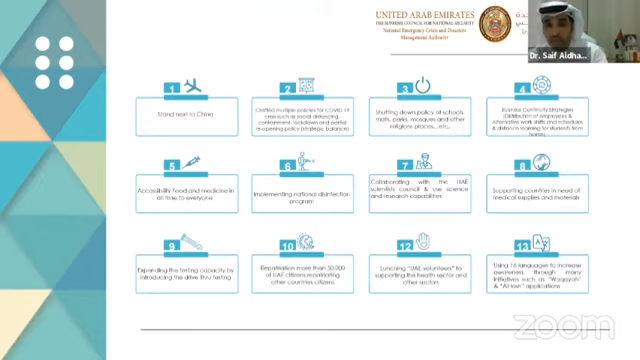 UNITED ARAB EMIRATES
THE SUPREME COUNCIL FOR NATIONAL SECURITY
National Emergency Crisis and Disasters
Management Authority
Dr. Saif Aldha...
1
Stand next to China
2
Crafted multiple policies for COVID 19
crisis such as social distancing,
containment, lockdown and partial
re-opening policy (strategic balance)
3
Shutting down policy of schools,
malls, parks, mosques and other
religious places....etc.
4
Business Continuity Strategies
(Distribution of employees &
Alternative work shifts and schedules
& distance learning for students from
home)
5
Accessibility Food and medicine in
all time to everyone
6
Implementing national disinfection
program
7
Collaborating with the UAE
scientists council & use science
and research capabilities
8
Supporting countries in need of
medical supplies and materials
9
Expanding the testing capacity by
introducing the drive thru testing
10
Repatriation more than 50,000
of UAE citizens repatriating
other countries citizens
12
Lunching "UAE volunteers" to
supporting the health sector and
other sectors
13
Using 16 languages to increase
awareness through many
initiatives such as "Waqayah"
& applications
zoom